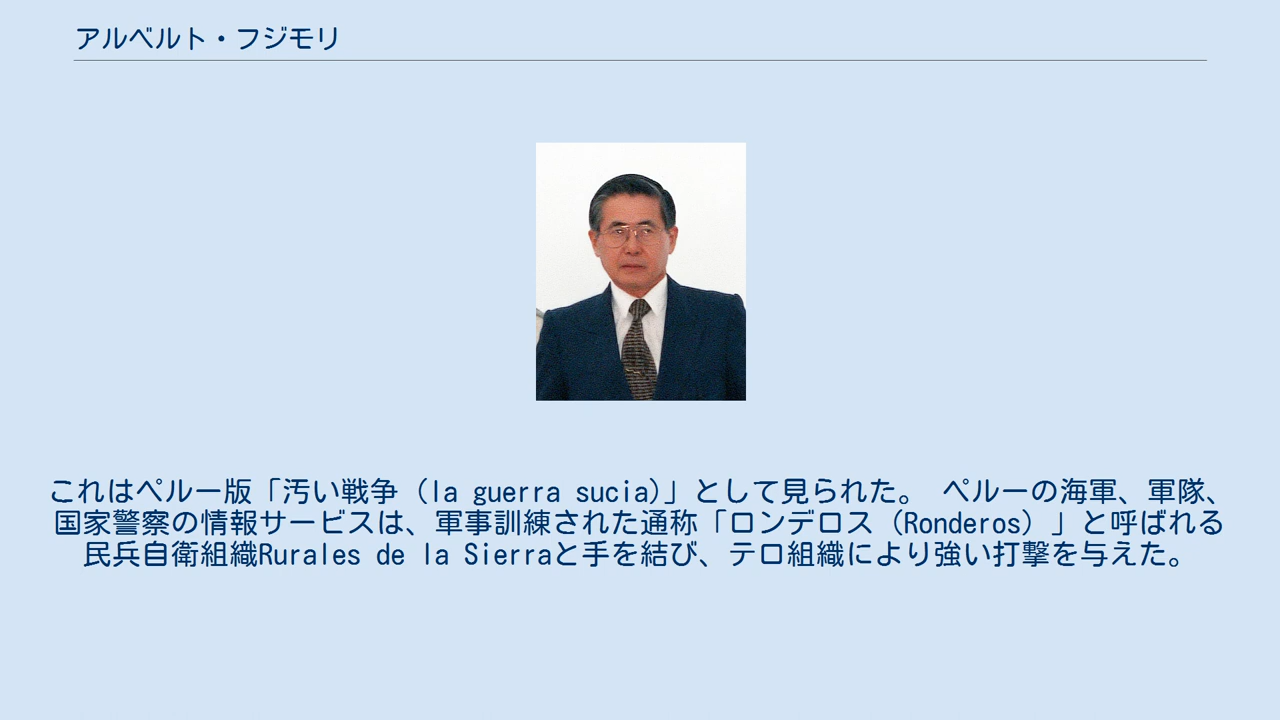 アルベルト・フジモリ
これはペルー版「汚い戦争（la guerra sucia)」として見られた。 ペルーの海軍、軍隊、
国家警察の情報サービスは、軍事訓練された通称「ロンデロス（Ronderos）」と呼ばれる
民兵自衛組織Rurales de la Sierraと手を結び、テロ組織により強い打撃を与えた。